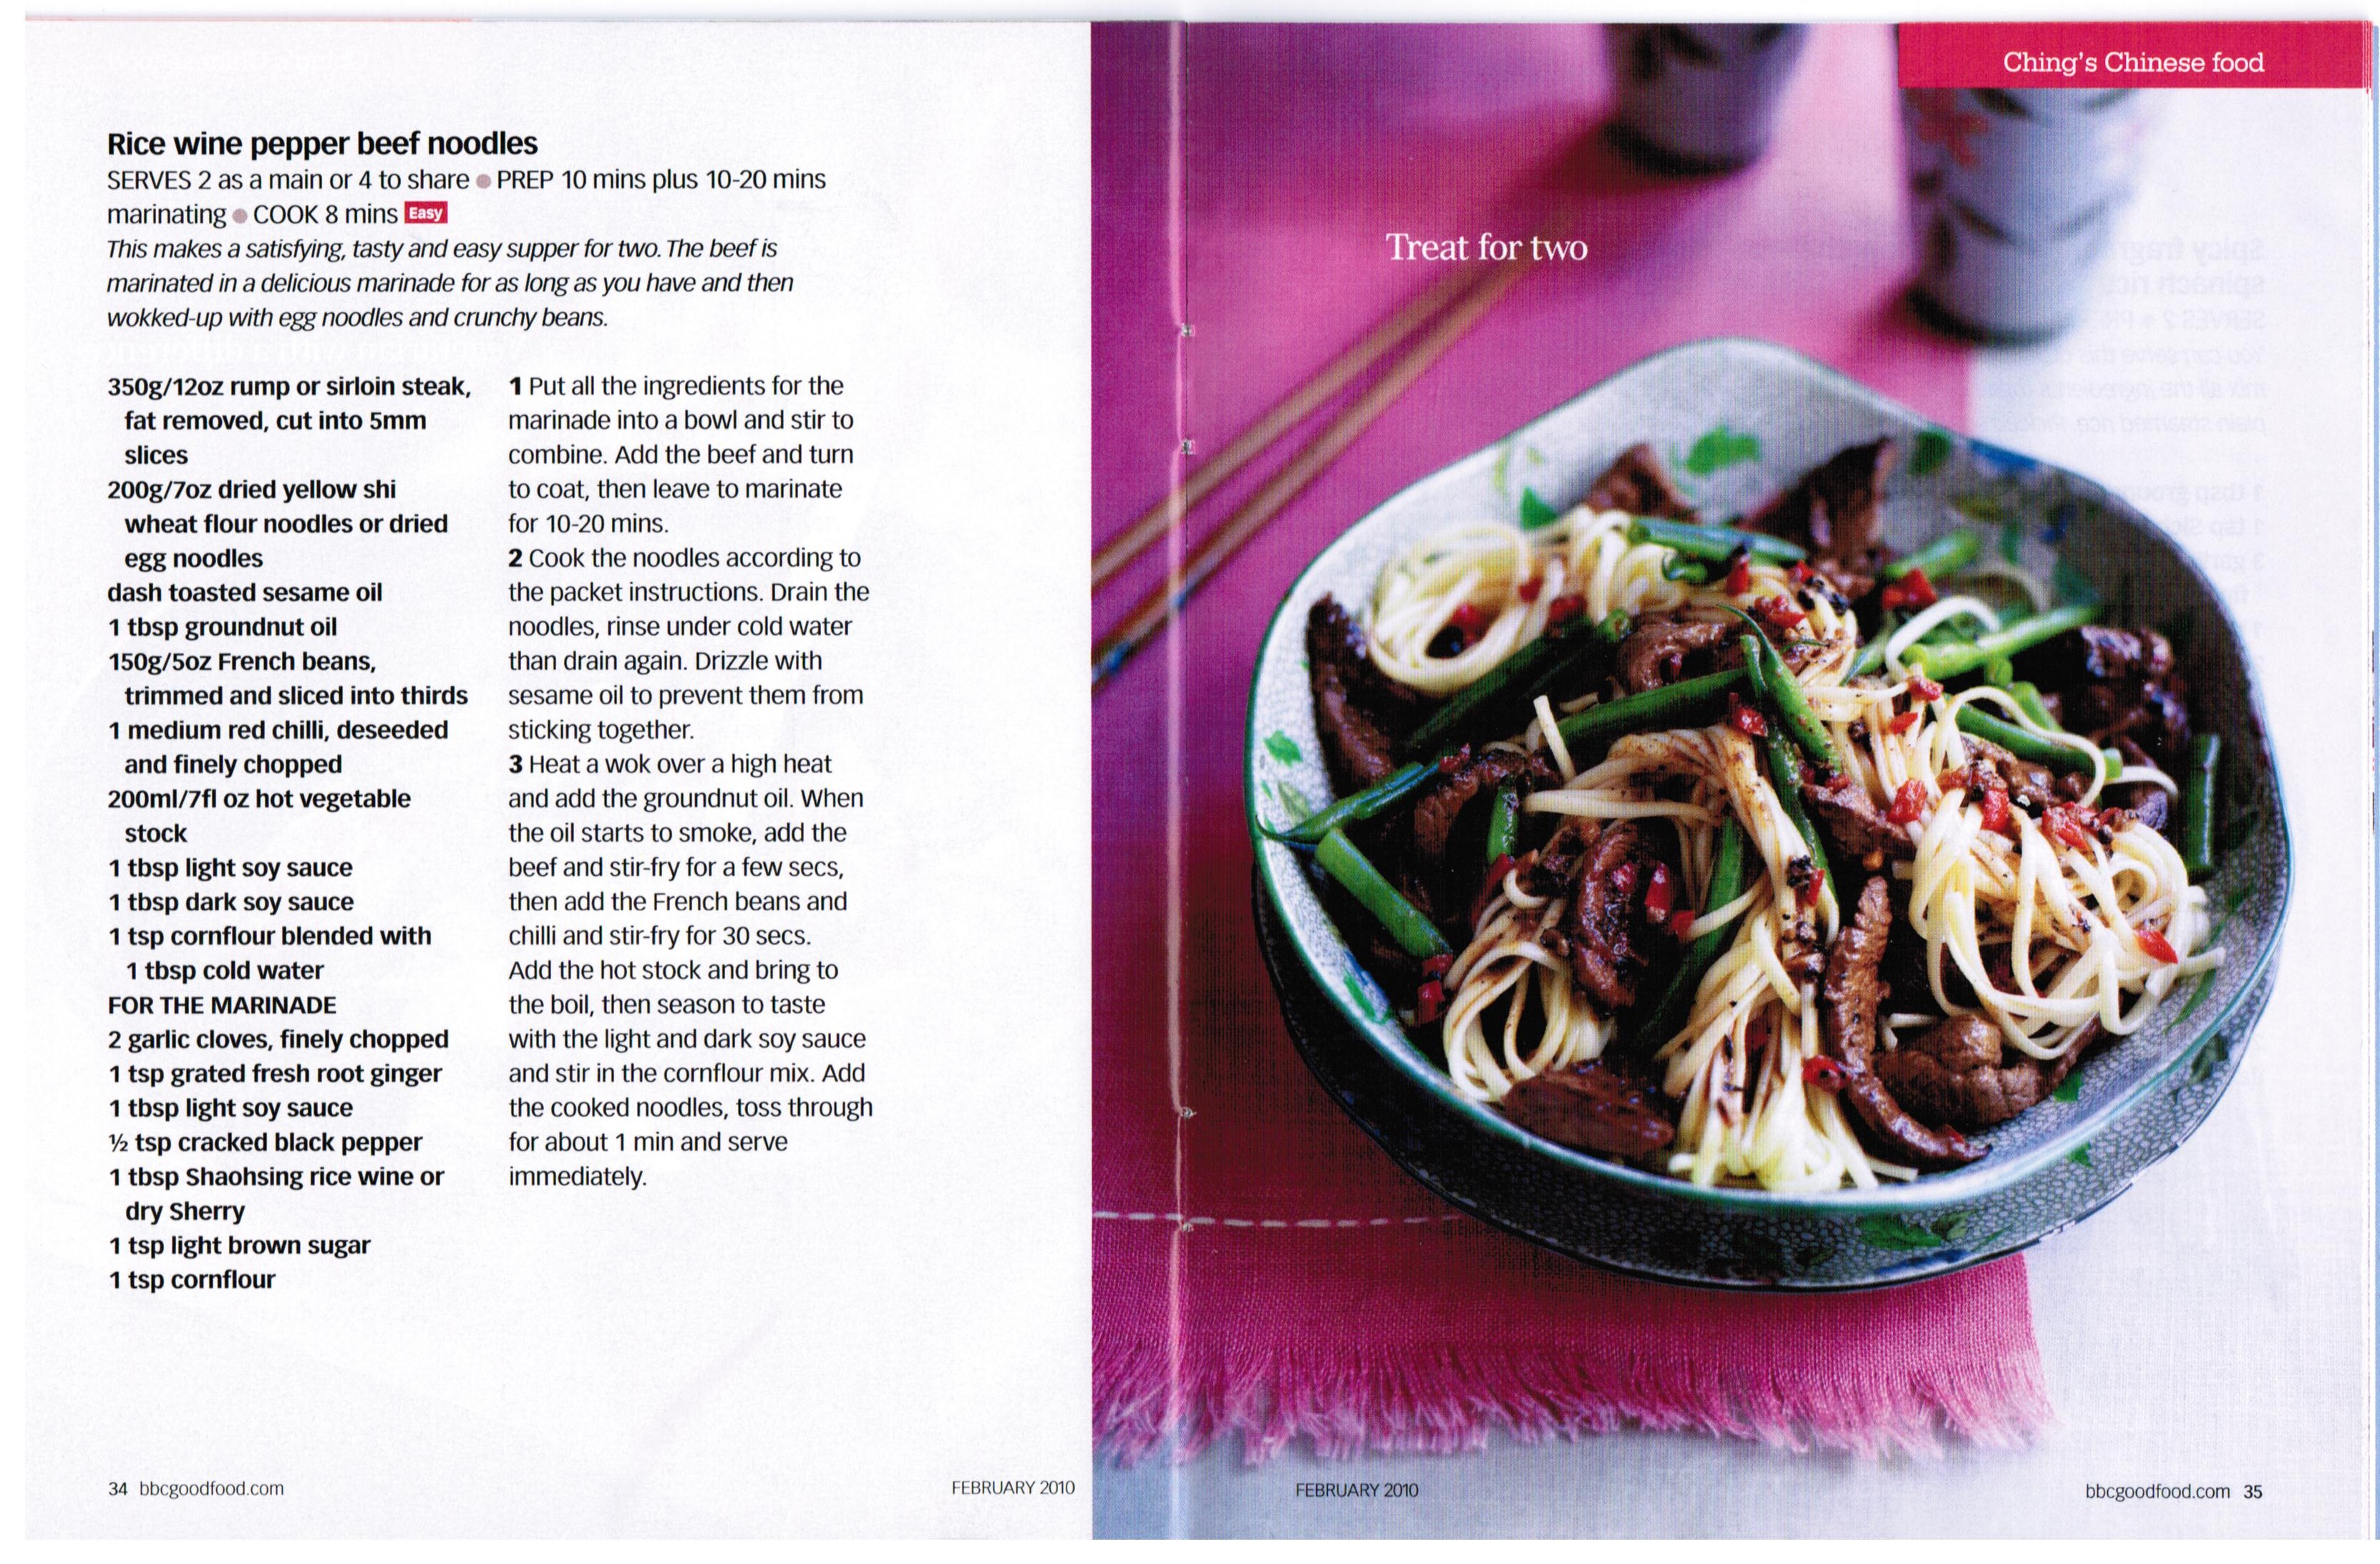 Rice wine pepper beef noodles
SERVES 2 as a main or 4 to share ● PREP 10 mins plus 10-20 mins
marinating ● COOK 8 mins Easy
This makes a satisfying, tasty and easy supper for two. The beef is
marinated in a delicious marinade for as long as you have and then
wokked-up with egg noodles and crunchy beans.
350g/12oz rump or sirloin steak,
fat removed, cut into 5mm
slices
200g/7oz dried yellow shi
wheat flour noodles or dried
egg noodles
dash toasted sesame oil
1 tbsp groundnut oil
150g/5oz French beans,
trimmed and sliced into thirds
1 medium red chilli, deseeded
and finely chopped
200ml/7fl oz hot vegetable
stock
1 tbsp light soy sauce
1 tbsp dark soy sauce
1 tsp cornflour blended with
1 tbsp cold water
FOR THE MARINADE
2 garlic cloves, finely chopped
1 tsp grated fresh root ginger
1 tbsp light soy sauce
½ tsp cracked black pepper
1 tbsp Shaohsing rice wine or
dry Sherry
1 tsp light brown sugar
1 tsp cornflour
1 Put all the ingredients for the
marinade into a bowl and stir to
combine. Add the beef and turn
to coat, then leave to marinate
for 10-20 mins.
2 Cook the noodles according to
the packet instructions. Drain the
noodles, rinse under cold water
than drain again. Drizzle with
sesame oil to prevent them from
sticking together.
3 Heat a wok over a high heat
and add the groundnut oil. When
the oil starts to smoke, add the
beef and stir-fry for a few secs,
then add the French beans and
chilli and stir-fry for 30 secs.
Add the hot stock and bring to
the boil, then season to taste
with the light and dark soy sauce
and stir in the cornflour mix. Add
the cooked noodles, toss through
for about 1 min and serve
immediately.
34 bbcgoodfood.com
FEBRUARY 2010
Ching's Chinese food
Treat for two
FEBRUARY 2010
bbcgoodfood.com 35